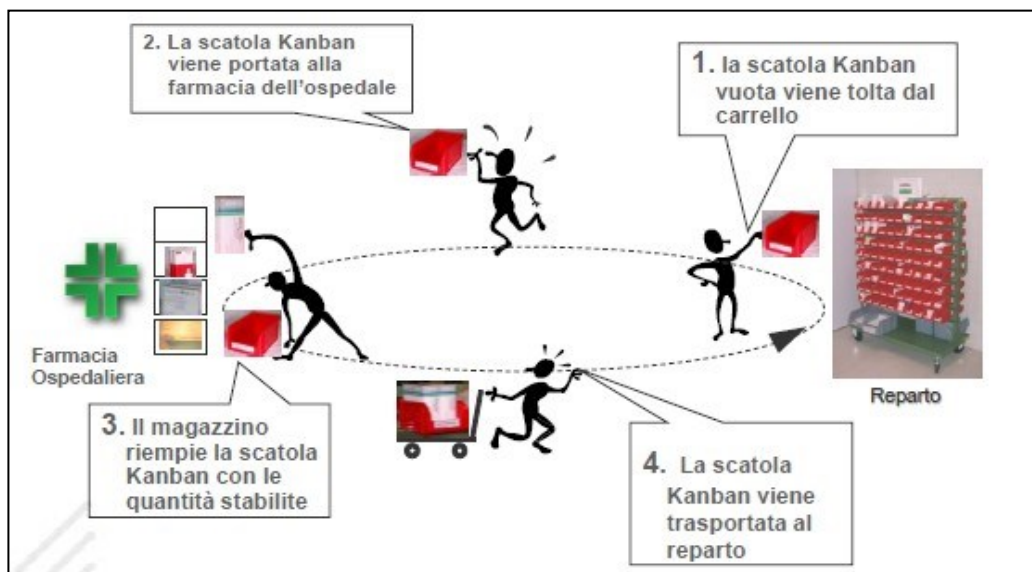 2. La scatola Kanban
viene portata alla
farmacia dell'ospedale
1. la scatola Kanban
vuota viene tolta dal
carrello
Farmacia
Ospedaliera
Reparto
3. Il magazzino
riempie la scatola
Kanban con le
quantità stabilite
4. La scatola
Kanban viene
trasportata al
reparto